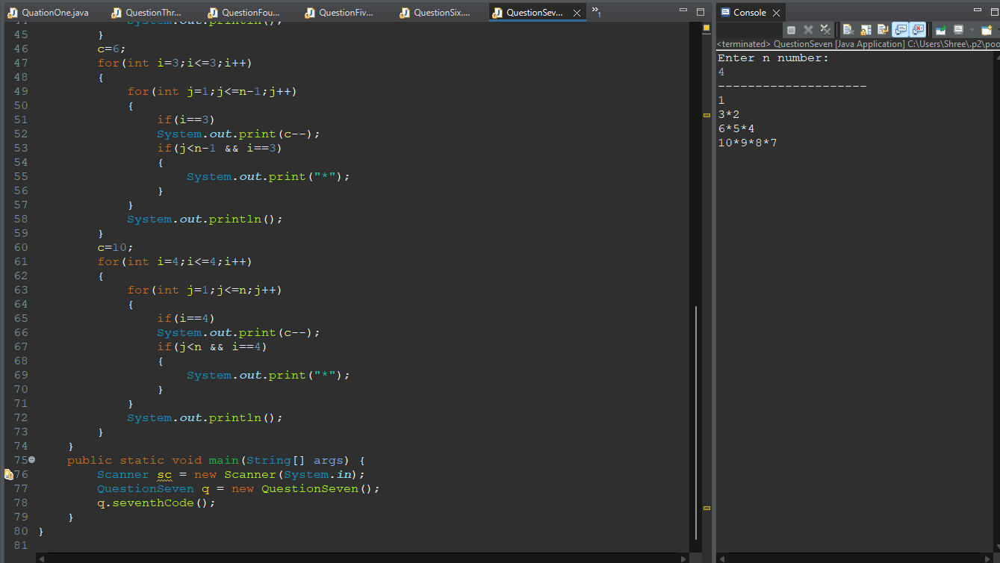 QuationOne.java QuestionThr... QuestionFou... QuestionFiv... QuestionSix.... QuestionSev... »1
System.out.println();
45 }
46 c=6;
47 for(int i=3;i<=3;i++)
48 {
49 for(int j=1;j<=n-1;j++)
50 {
51 if(i==3)
52 System.out.print(c--);
53 if(j<n-1 && i==3)
54 {
55 System.out.print("*");
56 }
57 }
58 System.out.println();
59 }
60 c=10;
61 for(int i=4;i<=4;i++)
62 {
63 for(int j=1;j<=n;j++)
64 {
65 if(i==4)
66 System.out.print(c--);
67 if(j<n && i==4)
68 {
69 System.out.print("*");
70 }
71 }
72 System.out.println();
73 }
74 }
75 public static void main(String[] args) {
76 Scanner sc = new Scanner(System.in);
77 QuestionSeven q = new QuestionSeven();
78 q.seventhCode();
79 }
80 }
81
Console
<terminated> QuestionSeven [Java Application] C:\Users\Shree\.p2\poo
Enter n number:
4
--------------------
1
3*2
6*5*4
10*9*8*7